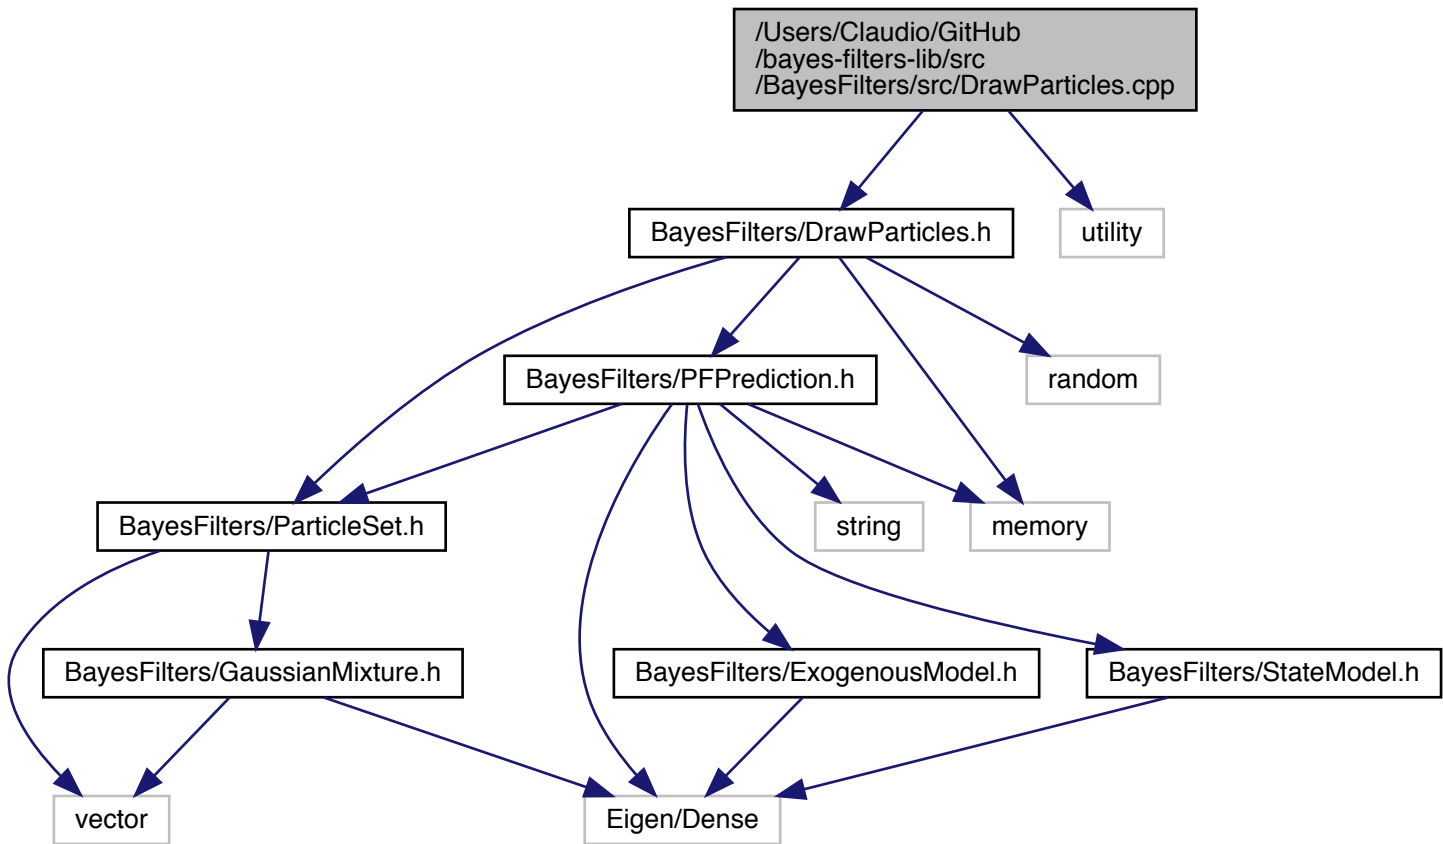 /Users/Claudio/GitHub
/bayes-filters-lib/src
/BayesFilters/src/DrawParticles.cpp
BayesFilters/DrawParticles.h
utility
BayesFilters/PFPrediction.h
random
BayesFilters/ParticleSet.h
string
memory
BayesFilters/GaussianMixture.h
BayesFilters/ExogenousModel.h
BayesFilters/StateModel.h
vector
Eigen/Dense